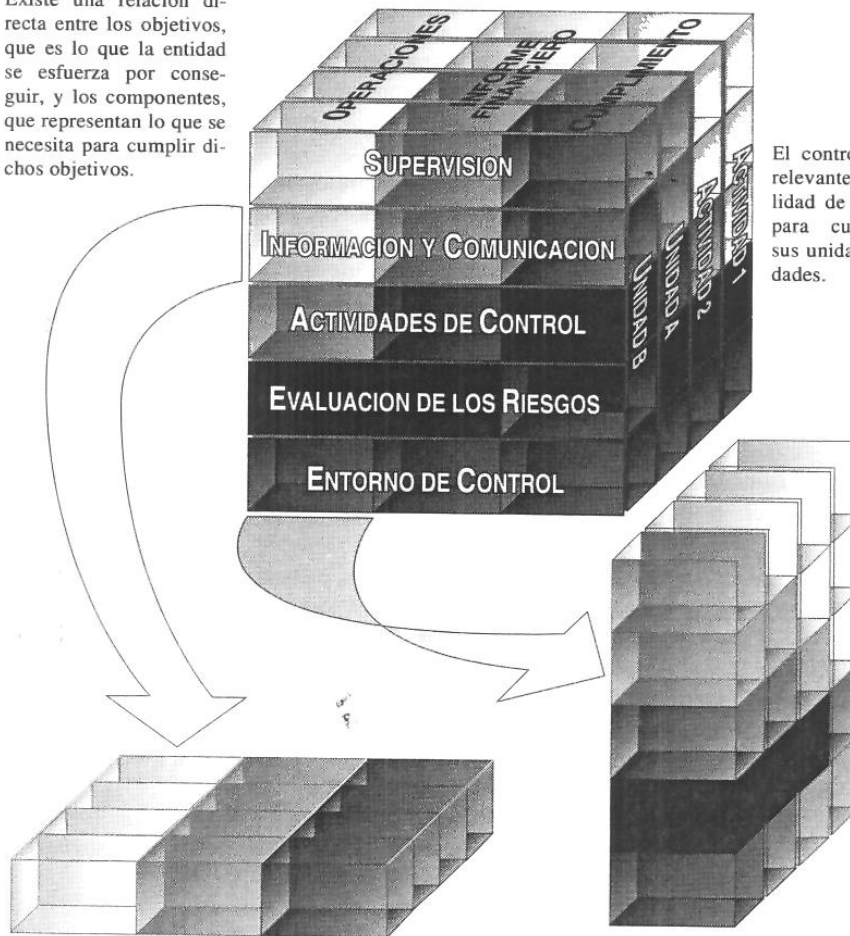 Existe una relación di-
recta entre los objetivos,
que es lo que la entidad
se esfuerza por conse-
guir, y los componentes,
que representan lo que se
necesita para cumplir di-
chos objetivos.
OPERACIONES
INFORME
FINANCIERO
CUMPLIMIENTO
SUPERVISION
INFORMACION Y COMUNICACION
ACTIVIDADES DE CONTROL
EVALUACION DE LOS RIESGOS
ENTORNO DE CONTROL
UNIDAD B
UNIDAD A
ACTIVIDAD 2
ACTIVIDAD 1
El contro
relevante
lidad de
para cu
sus unida
dades.